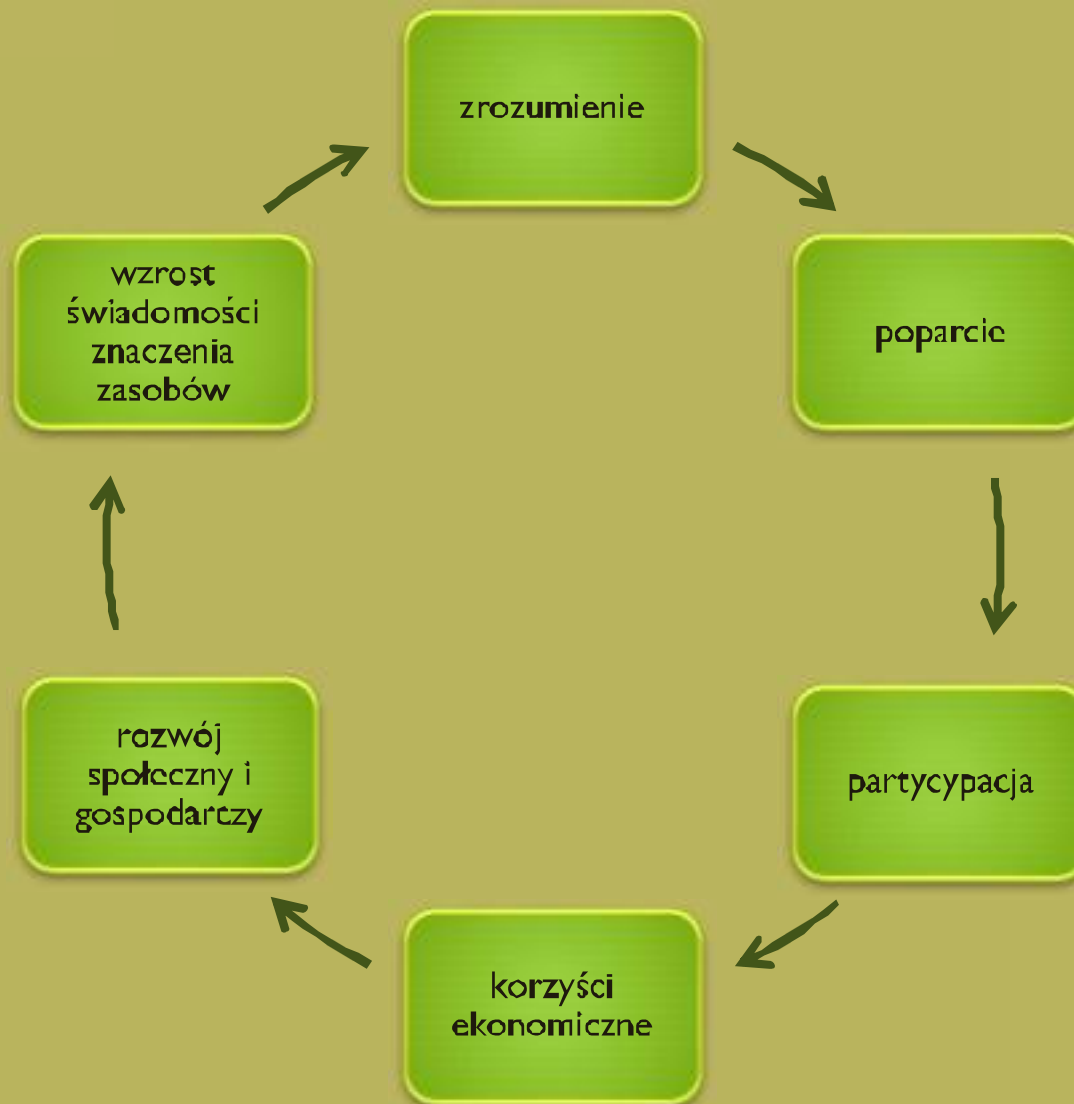 zrozumienie
poparcie
partycypacja
korzyści
ekonomiczne
rozwój
społeczny i
gospodarczy
wzrost
świadomości
znaczenia
zasobów